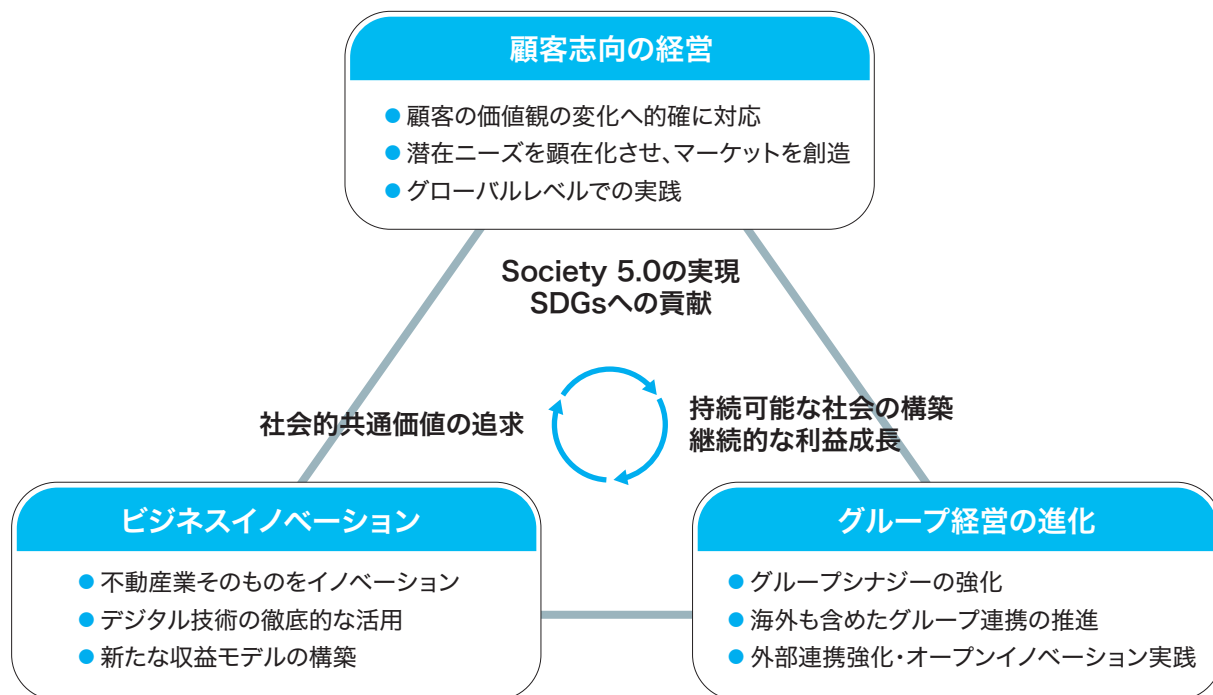 顧客志向の経営
● 顧客の価値観の変化へ的確に対応
● 潜在ニーズを顕在化させ、マーケットを創造
● グローバルレベルでの実践
Society 5.0の実現
SDGsへの貢献
社会的共通価値の追求
持続可能な社会の構築
継続的な利益成長
ビジネスイノベーション
● 不動産業そのものをイノベーション
● デジタル技術の徹底的な活用
● 新たな収益モデルの構築
グループ経営の進化
● グループシナジーの強化
● 海外も含めたグループ連携の推進
● 外部連携強化・オープンイノベーション実践